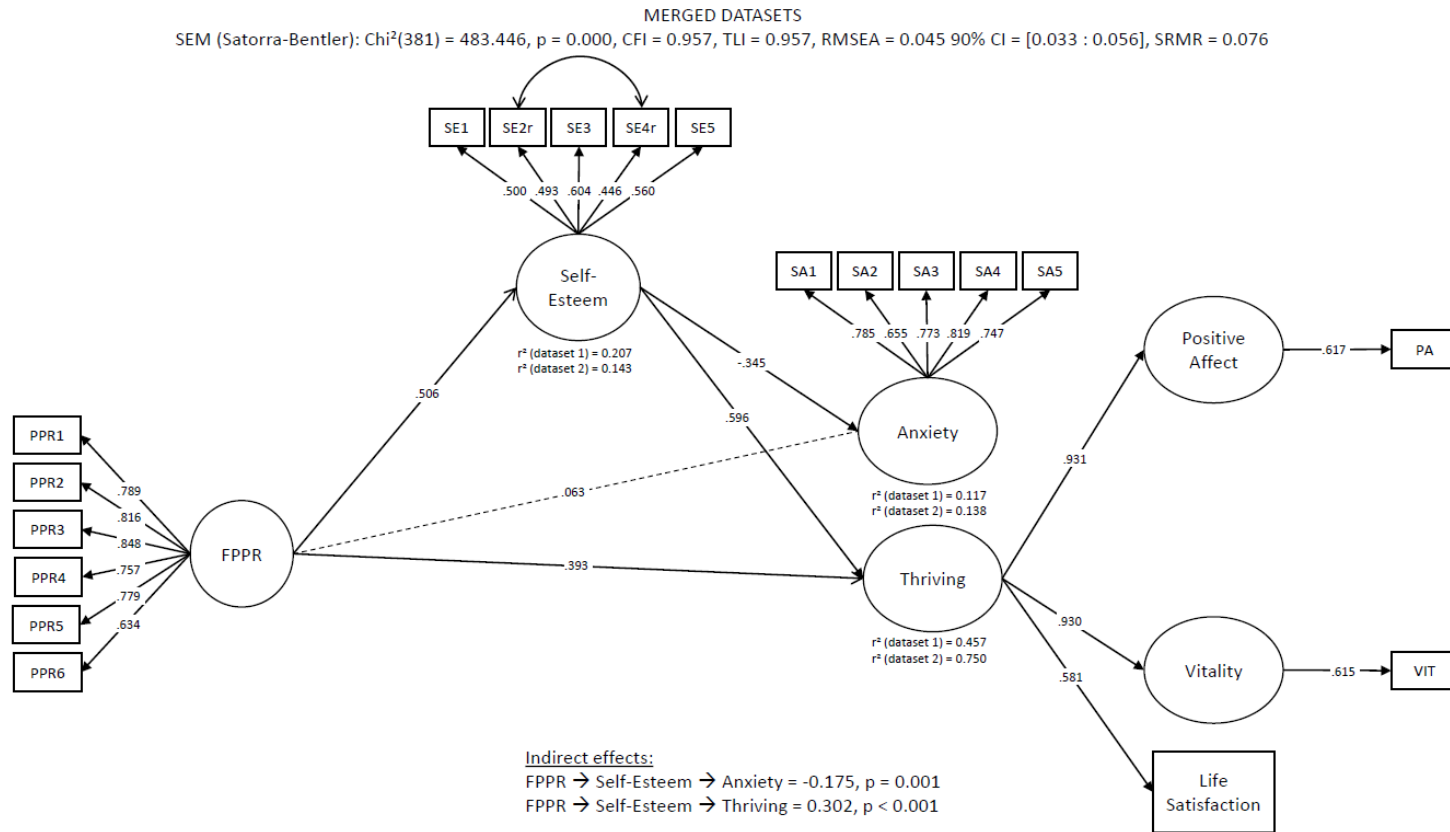 MERGED DATASETS
SEM (Satorra-Bentler): Chi²(381) = 483.446, p = 0.000, CFI = 0.957, TLI = 0.957, RMSEA = 0.045 90% CI = [0.033 : 0.056], SRMR = 0.076
SE1 SE2r SE3 SE4r SE5
.500 .493 .604 .446 .560
Self-
Esteem
r² (dataset 1) = 0.207
r² (dataset 2) = 0.143
SA1 SA2 SA3 SA4 SA5
.785 .655 .773 .819 .747
Positive
Affect
.617
PA
-.345
.506
.596
Anxiety
r² (dataset 1) = 0.117
r² (dataset 2) = 0.138
.931
PPR1
PPR2
PPR3
PPR4
PPR5
PPR6
.789
.816
.848
.757
.779
.634
FPPR
.063
.393
Thriving
r² (dataset 1) = 0.457
r² (dataset 2) = 0.750
.930
.581
Vitality
.615
VIT
Life
Satisfaction
Indirect effects:
FPPR → Self-Esteem → Anxiety = -0.175, p = 0.001
FPPR → Self-Esteem → Thriving = 0.302, p < 0.001